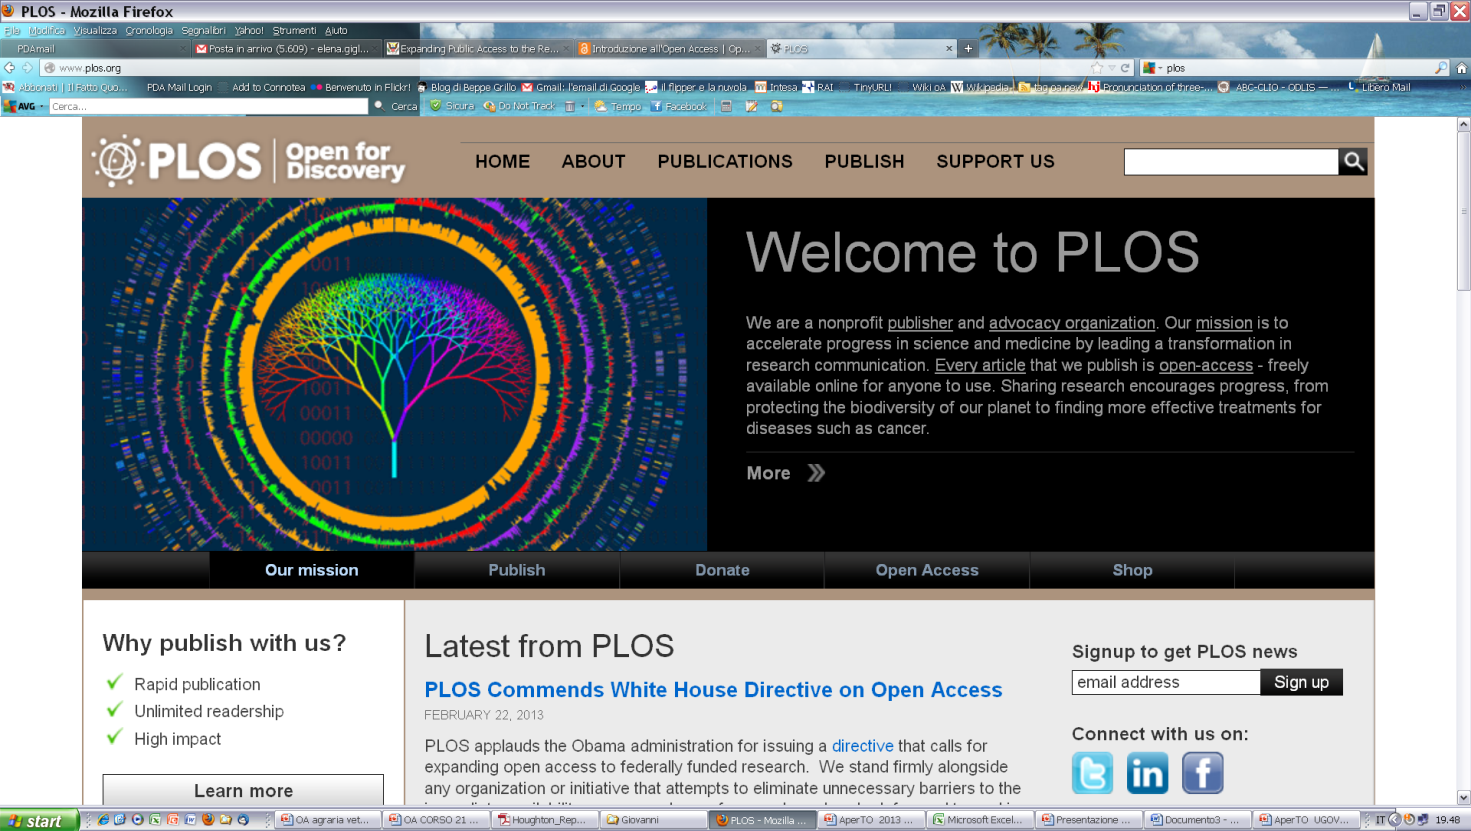 PLOS - Mozilla Firefox
File Modifica Visualizza Cronologia Segnalibri Yahoo! Strumenti Aiuto
PDAmail
Posta in arrivo (5.609) - elena.gigl...
Expanding Public Access to the Re...
Introduzione all'Open Access | Op...
PLOS
www.plos.org
plos
Abbonati | Il Fatto Quo...
PDA Mail Login
Add to Connotea
Benvenuto in Flickr!
Blog di Beppe Grillo
Gmail: l'email di Google
il flipper e la nuvola
Intesa
RAI
TinyURL!
Wiki oA
Wikipedia
tag oa.new
Pronunciation of three-...
ABC-CLIO - ODLIS — ...
Libero Mail
AVG
Cerca...
Cerca
Sicura
Do Not Track
Tempo
Facebook
PLOS
Open for
Discovery
HOME ABOUT PUBLICATIONS PUBLISH SUPPORT US
Welcome to PLOS
We are a nonprofit publisher and advocacy organization. Our mission is to
accelerate progress in science and medicine by leading a transformation in
research communication. Every article that we publish is open-access - freely
available online for anyone to use. Sharing research encourages progress, from
protecting the biodiversity of our planet to finding more effective treatments for
diseases such as cancer.
More
10011
00011
00000
10011
0011
Our mission Publish Donate Open Access Shop
Why publish with us?
Rapid publication
Unlimited readership
High impact
Learn more
Latest from PLOS
PLOS Commends White House Directive on Open Access
FEBRUARY 22, 2013
PLOS applauds the Obama administration for issuing a directive that calls for
expanding open access to federally funded research. We stand firmly alongside
any organization or initiative that attempts to eliminate unnecessary barriers to the
Signup to get PLOS news
email address
Sign up
Connect with us on:
start
OA agraria vet...
OA CORSO 21 ...
Houghton_Rep...
Giovanni
PLOS - Mozilla ...
AperTO 2013 ...
Microsoft Excel...
Presentazione ...
Documento3 - ...
AperTO UGOV...
IT
19.48